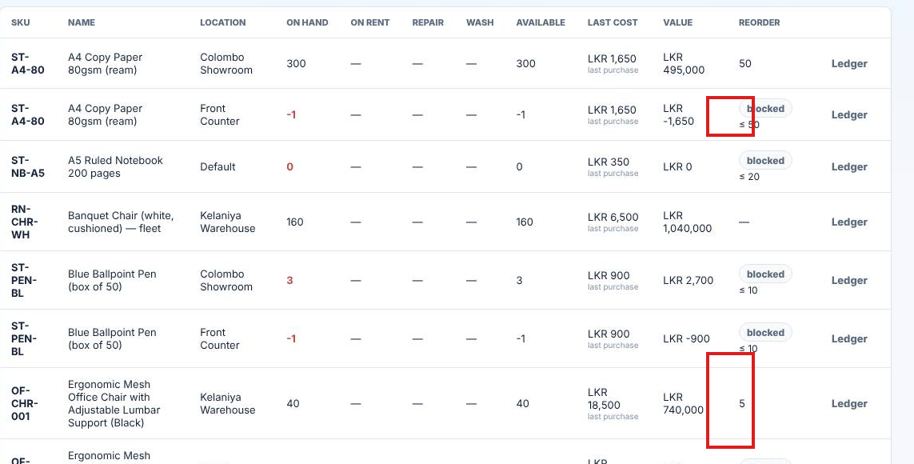 SKU NAME LOCATION ON HAND ON RENT REPAIR WASH AVAILABLE LAST COST VALUE REORDER
ST- A4 Copy Paper Colombo LKR 1,650 LKR
A4-80 80gsm (ream) Showroom 300 — — — 300 last purchase 495,000 50 Ledger
ST- A4 Copy Paper Front LKR 1,650 LKR blocked
A4-80 80gsm (ream) Counter -1 — — — -1 last purchase -1,650 ≤ 50 Ledger
ST- A5 Ruled Notebook LKR 350 blocked
NB-A5 200 pages Default 0 — — — 0 last purchase LKR 0 ≤ 20 Ledger
RN-
CHR- Banquet Chair (white, Kelaniya LKR 6,500 LKR
WH cushioned) — fleet Warehouse 160 — — — 160 last purchase 1,040,000 — Ledger
ST-
PEN- Blue Ballpoint Pen Colombo LKR 900 blocked
BL (box of 50) Showroom 3 — — — 3 last purchase LKR 2,700 ≤ 10 Ledger
ST-
PEN- Blue Ballpoint Pen Front LKR 900 blocked
BL (box of 50) Counter -1 — — — -1 last purchase LKR -900 ≤ 10 Ledger
Ergonomic Mesh
OF- Office Chair with LKR
CHR- Adjustable Lumbar Kelaniya 18,500 LKR
001 Support (Black) Warehouse 40 — — — 40 last purchase 740,000 5 Ledger
Ergonomic Mesh
OF- LKR